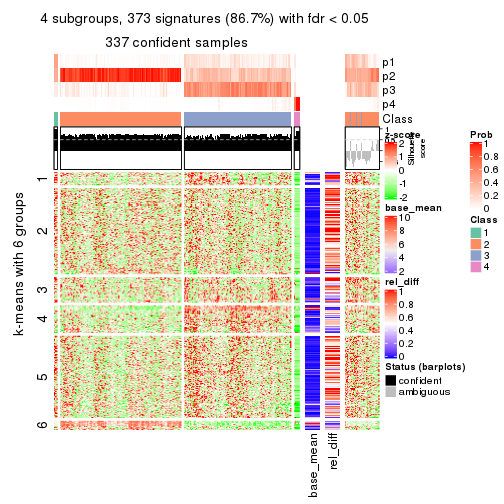 4 subgroups, 373 signatures (86.7%) with fdr < 0.05
337 confident samples
p1
p2
p3
p4
Class
Silhouette
score
1
k-means with 6 groups
1
2
3
4
5
6
base_mean
rel_diff
z-score
2
1
0
-1
-2
base_mean
10
8
6
4
2
rel_diff
1
0.8
0.6
0.4
0.2
0
Status (barplots)
confident
ambiguous
Prob
1
0.8
0.6
0.4
0.2
0
Class
1
2
3
4